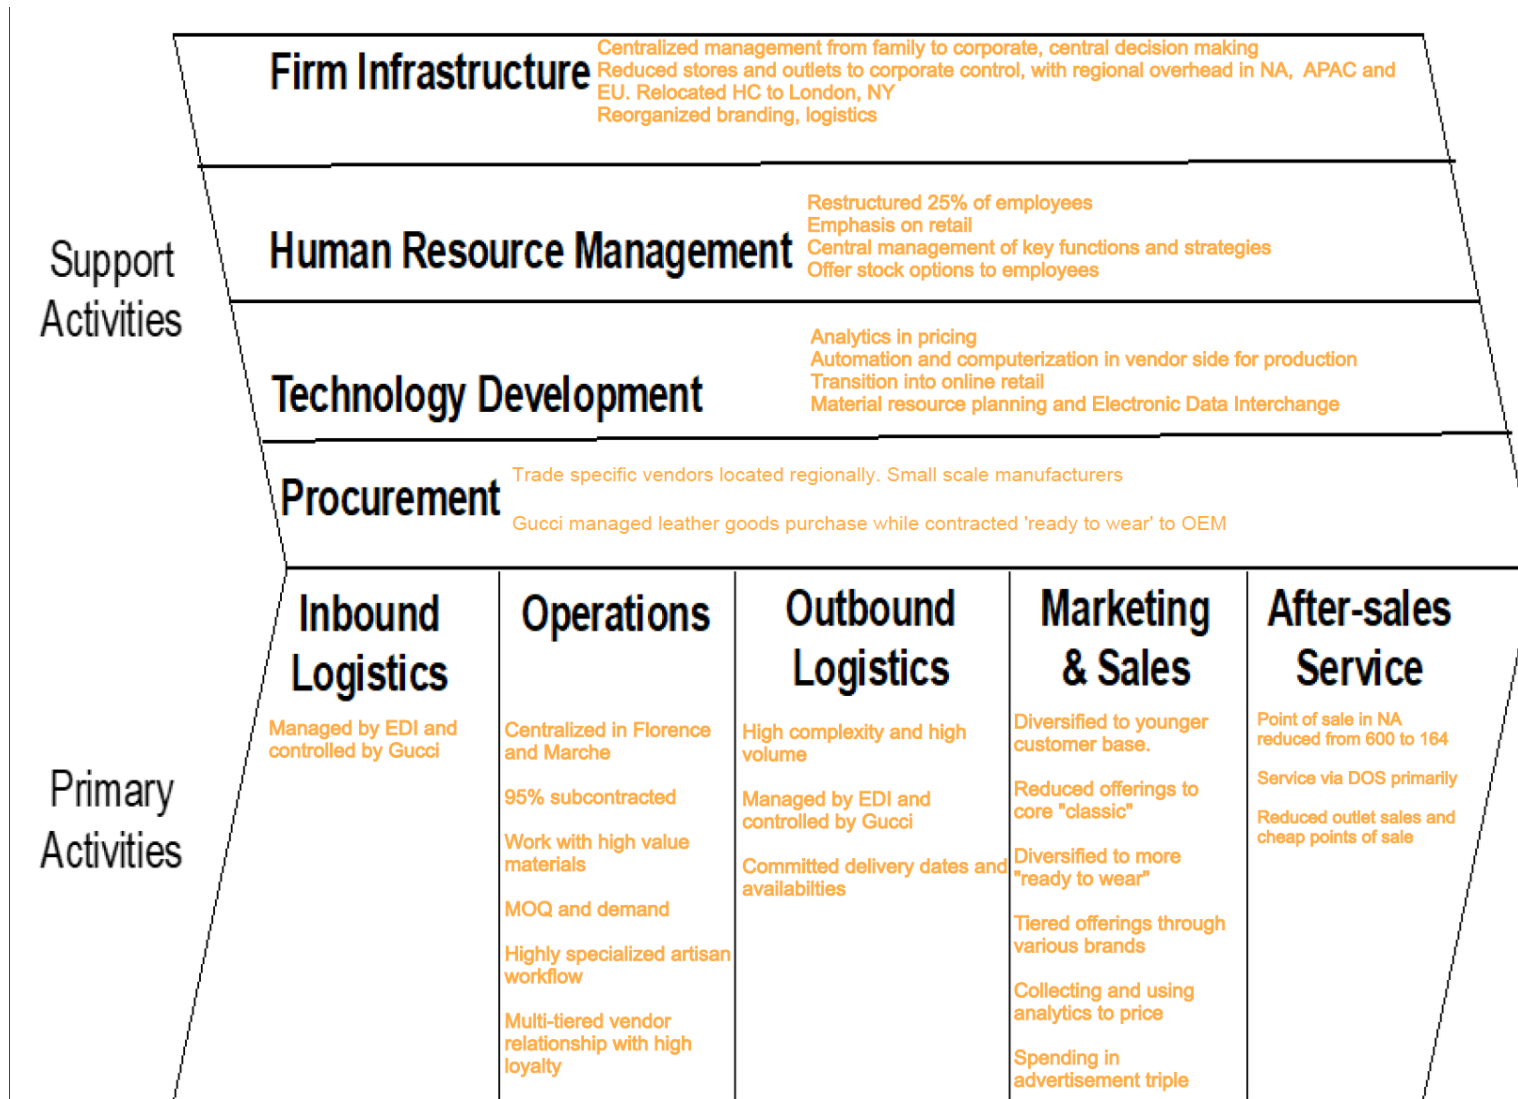 Firm Infrastructure
Centralized management from family to corporate, central decision making
Reduced stores and outlets to corporate control, with regional overhead in NA, APAC and
EU. Relocated HC to London, NY
Reorganized branding, logistics
Support
Activities
Human Resource Management
Restructured 25% of employees
Emphasis on retail
Central management of key functions and strategies
Offer stock options to employees
Technology Development
Analytics in pricing
Automation and computerization in vendor side for production
Transition into online retail
Material resource planning and Electronic Data Interchange
Procurement
Trade specific vendors located regionally. Small scale manufacturers
Gucci managed leather goods purchase while contracted 'ready to wear' to OEM
Primary
Activities
Inbound
Logistics
Managed by EDI and
controlled by Gucci
Operations
Centralized in Florence
and Marche
95% subcontracted
Work with high value
materials
MOQ and demand
Highly specialized artisan
workflow
Multi-tiered vendor
relationship with high
loyalty
Outbound
Logistics
High complexity and high
volume
Managed by EDI and
controlled by Gucci
Committed delivery dates and
availabilties
Marketing
& Sales
Diversified to younger
customer base.
Reduced offerings to
core "classic"
Diversified to more
"ready to wear"
Tiered offerings through
various brands
Collecting and using
analytics to price
Spending in
advertisement triple
After-sales
Service
Point of sale in NA
reduced from 600 to 164
Service via DOS primarily
Reduced outlet sales and
cheap points of sale